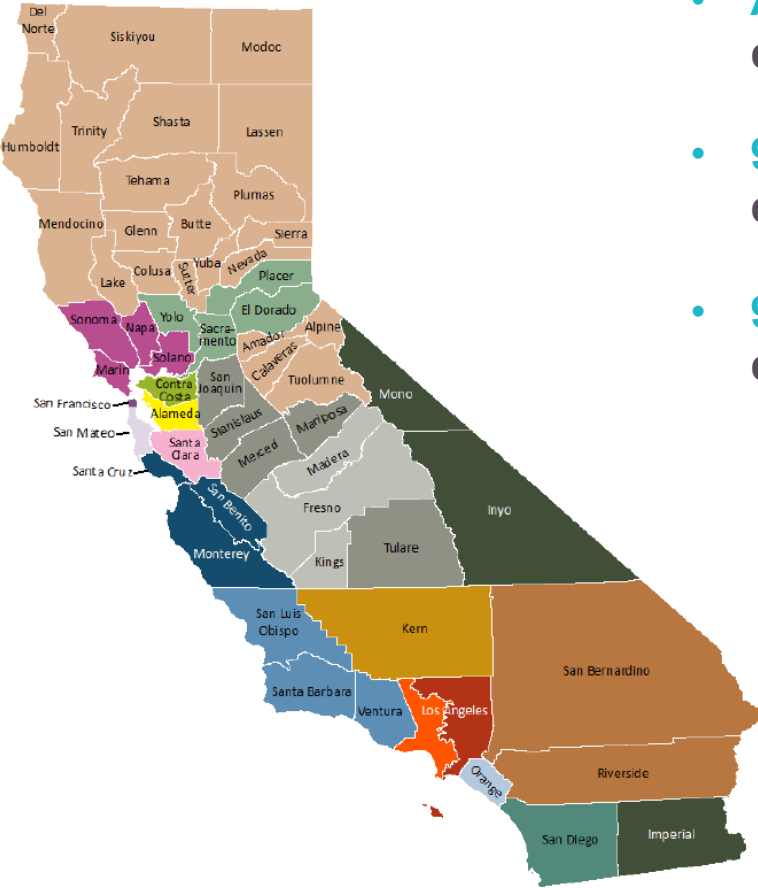 Del
Norte
Siskiyou
Modoc
Humboldt
Trinity
Shasta
Lassen
Tehama
Plumas
Mendocino
Glenn
Butte
Sierra
Lake
Colusa
Sutter
Yuba
Nevada
Placer
Sonoma
Napa
Yolo
El Dorado
Sacra-
mento
Solano
Marin
Amador
Alpine
Calaveras
Contra
Costa
San
Joaquin
Tuolumne
Mono
San Francisco
Alameda
Stanislaus
Mariposa
San Mateo
Santa
Clara
Merced
Madera
Santa Cruz
San Benito
Fresno
Inyo
Monterey
Kings
Tulare
San Luis
Obispo
Kern
San Bernardino
Santa Barbara
Ventura
Los Angeles
Orange
Riverside
San Diego
Imperial